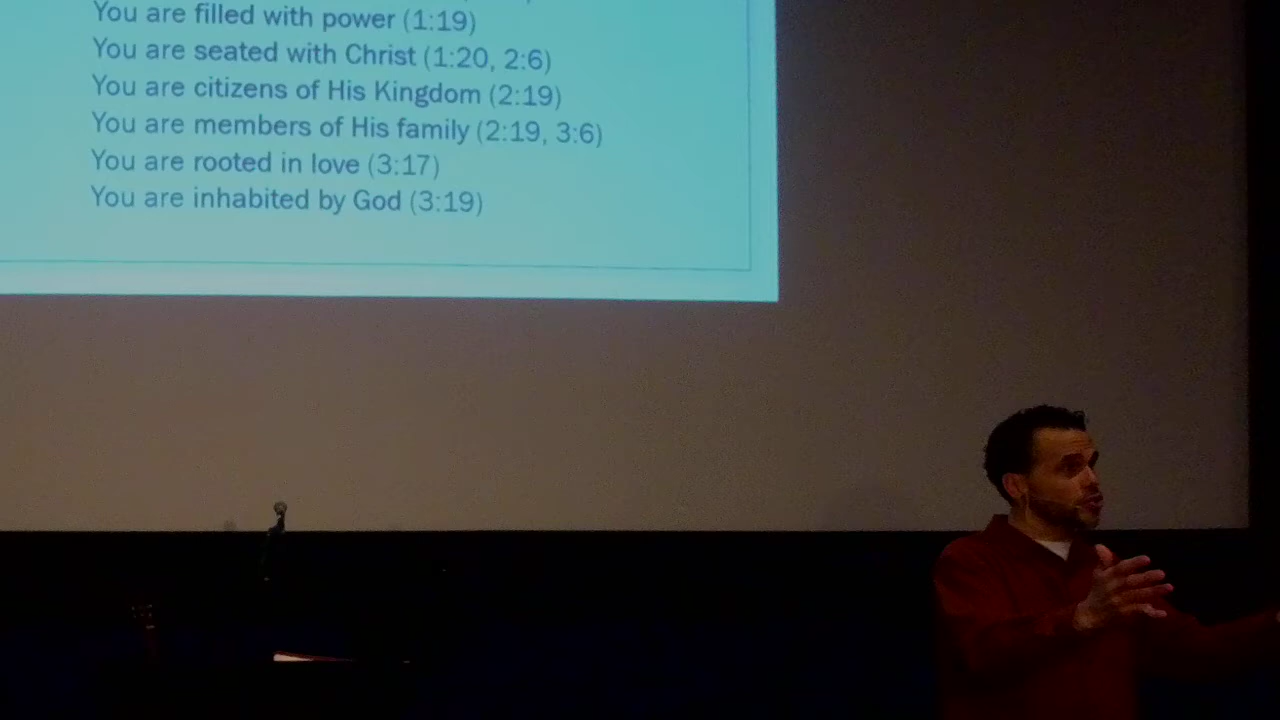 You are filled with power (1:19)
You are seated with Christ (1:20, 2:6)
You are citizens of His Kingdom (2:19)
You are members of His family (2:19, 3:6)
You are rooted in love (3:17)
You are inhabited by God (3:19)